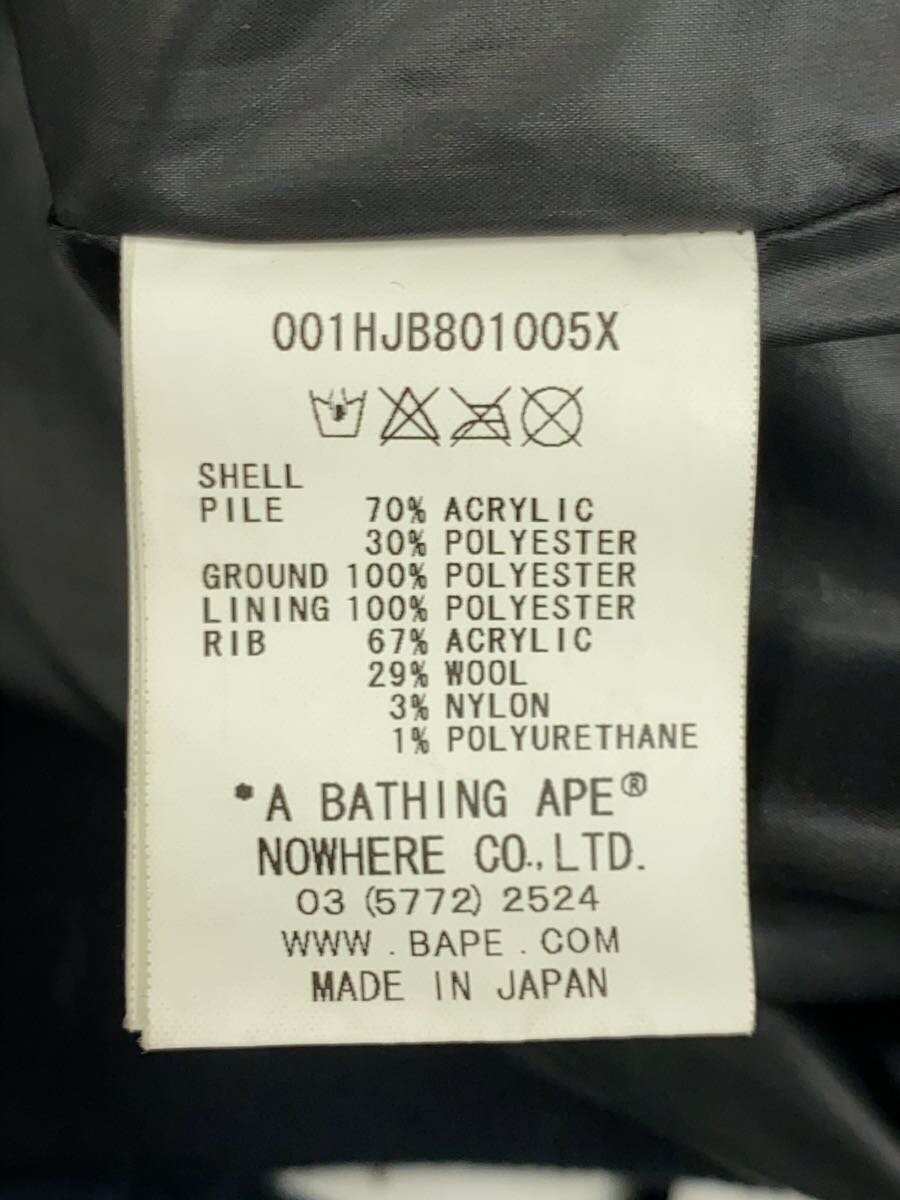 001HJB801005X
SHELL
PILE 70% ACRYLIC
30% POLYESTER
GROUND 100% POLYESTER
LINING 100% POLYESTER
RIB 67% ACRYLIC
29% WOOL
3% NYLON
1% POLYURETHANE
*A BATHING APE®
NOWHERE CO., LTD.
03 (5772) 2524
WWW . BAPE . COM
MADE IN JAPAN